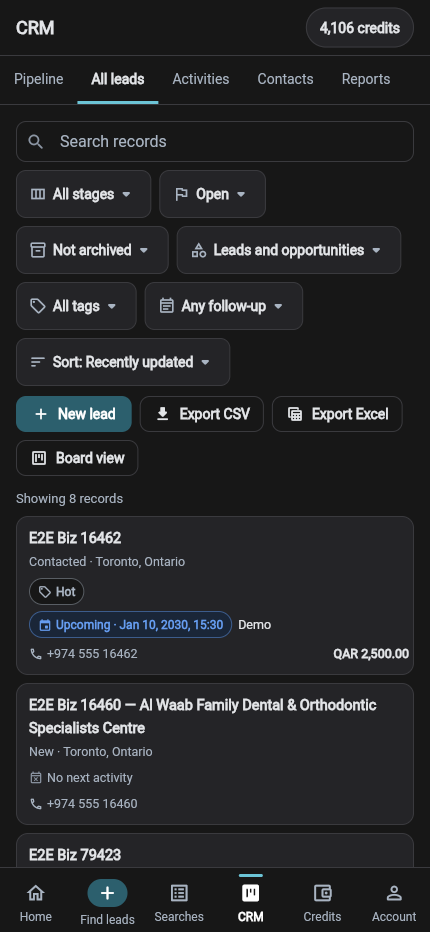 CRM
4,106 credits
Pipeline All leads Activities Contacts Reports
Search records
All stages Open
Not archived Leads and opportunities
All tags Any follow-up
Sort: Recently updated
New lead Export CSV Export Excel
Board view
Showing 8 records
E2E Biz 16462
Contacted · Toronto, Ontario
Hot
Upcoming · Jan 10, 2030, 15:30 Demo
+974 555 16462 QAR 2,500.00
E2E Biz 16460 — Al Waab Family Dental & Orthodontic
Specialists Centre
New · Toronto, Ontario
No next activity
+974 555 16460
E2E Biz 79423
Home Find leads Searches CRM Credits Account